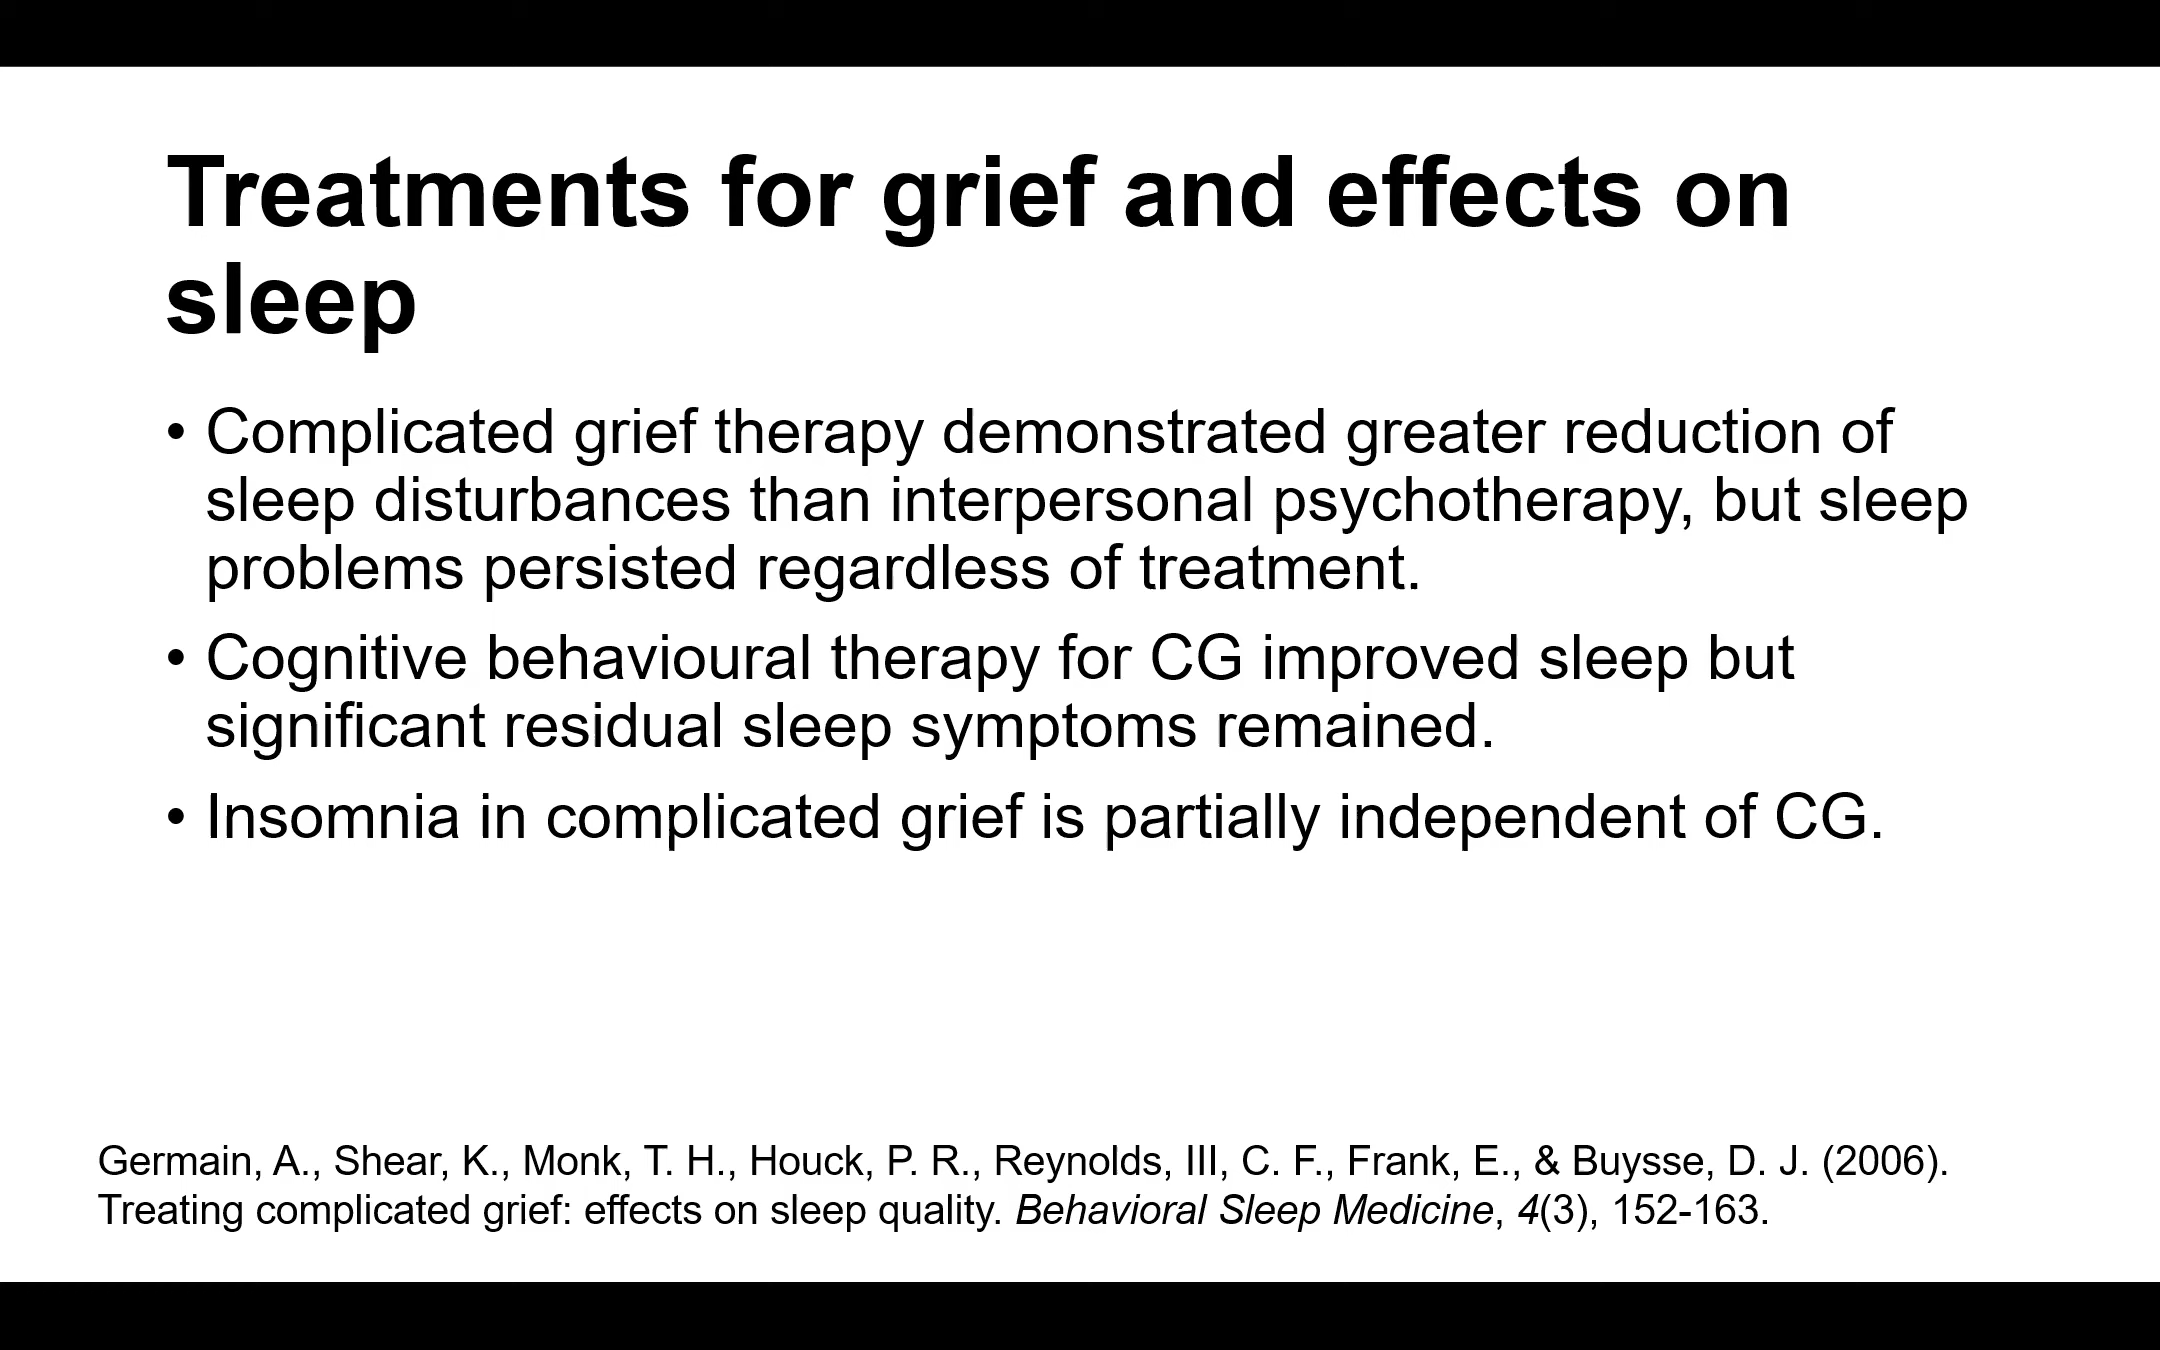 Treatments for grief and effects on
sleep
• Complicated grief therapy demonstrated greater reduction of
sleep disturbances than interpersonal psychotherapy, but sleep
problems persisted regardless of treatment.
• Cognitive behavioural therapy for CG improved sleep but
significant residual sleep symptoms remained.
• Insomnia in complicated grief is partially independent of CG.
Germain, A., Shear, K., Monk, T. H., Houck, P. R., Reynolds, III, C. F., Frank, E., & Buysse, D. J. (2006).
Treating complicated grief: effects on sleep quality. Behavioral Sleep Medicine, 4(3), 152-163.